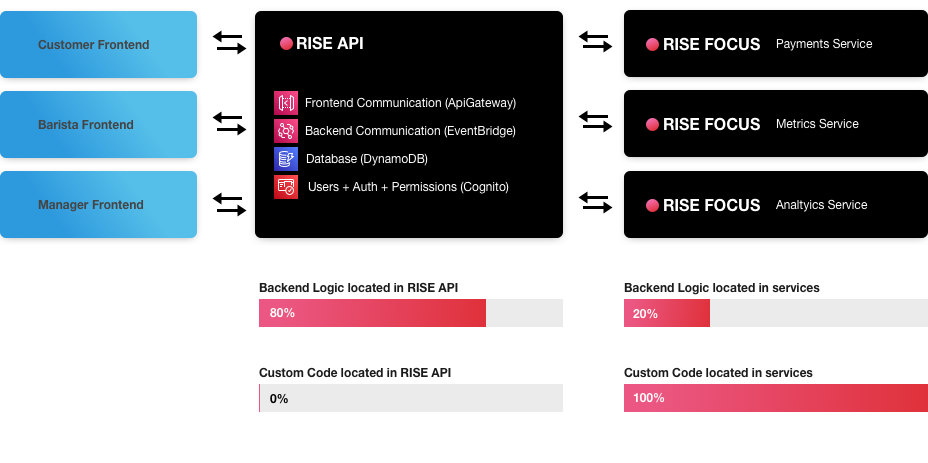 Customer Frontend
Barista Frontend
Manager Frontend
RISE API
Frontend Communication (ApiGateway)
Backend Communication (EventBridge)
Database (DynamoDB)
Users + Auth + Permissions (Cognito)
RISE FOCUS Payments Service
RISE FOCUS Metrics Service
RISE FOCUS Analtyics Service
Backend Logic located in RISE API
80%
Backend Logic located in services
20%
Custom Code located in RISE API
0%
Custom Code located in services
100%